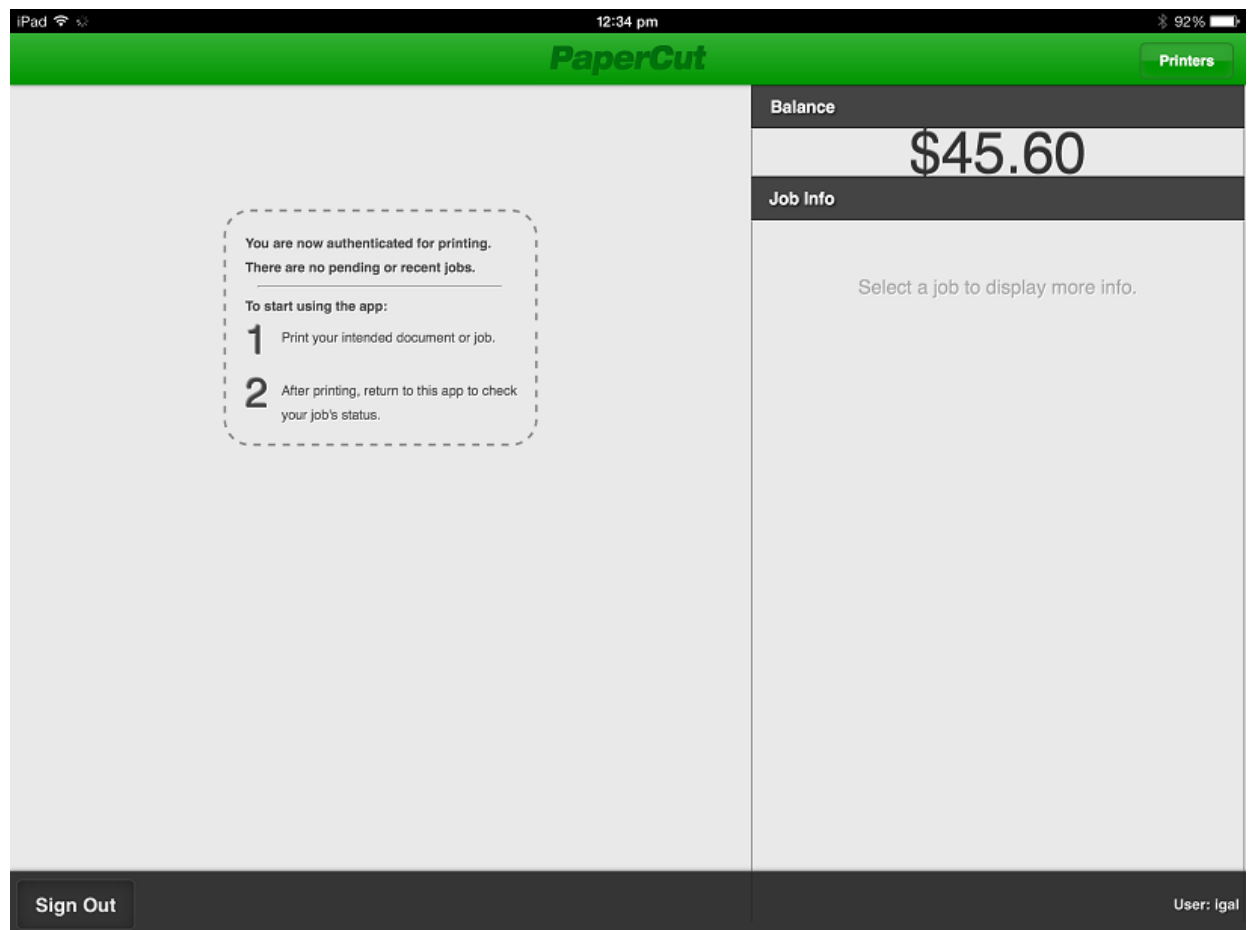 iPad
12:34 pm
92%
PaperCut
Printers
Balance
$45.60
Job Info
Select a job to display more info.
You are now authenticated for printing.
There are no pending or recent jobs.
To start using the app:
1 Print your intended document or job.
2 After printing, return to this app to check
your job's status.
Sign Out
User: igal